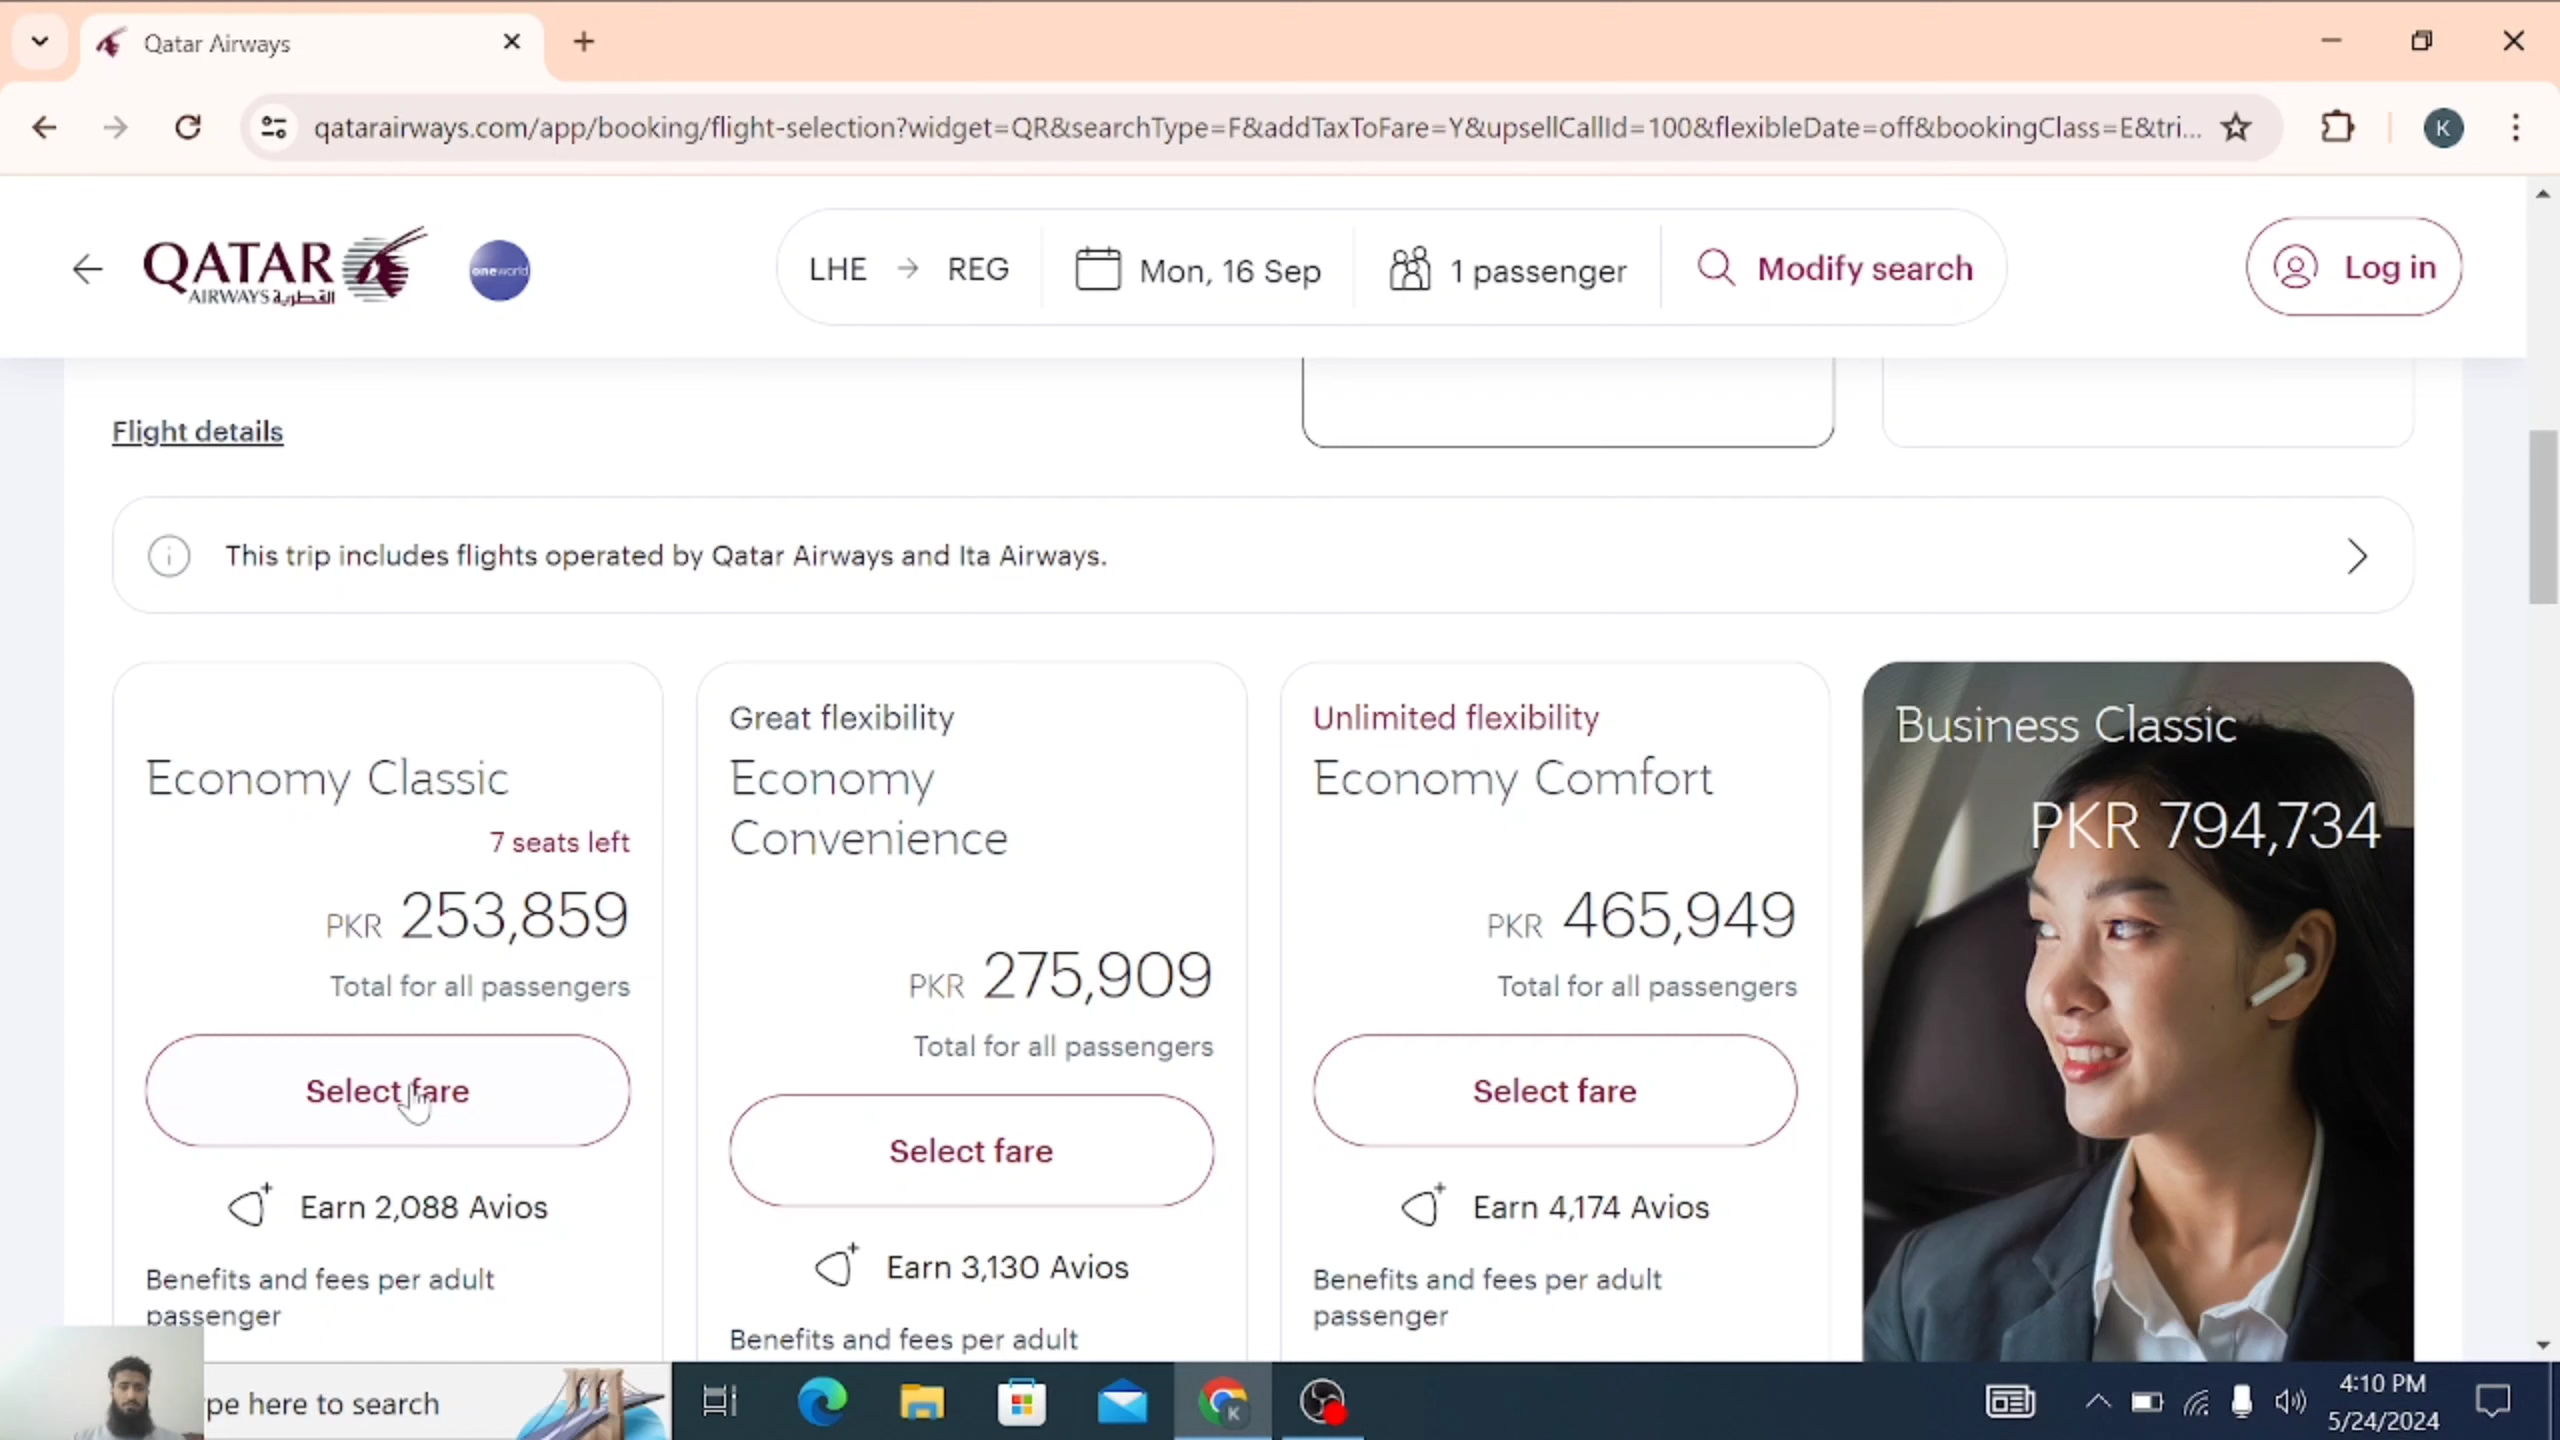 Qatar Airways
qatarairways.com/app/booking/flight-selection?widget=QR&searchType=F&addTaxToFare=Y&upsellCallId=100&flexibleDate=off&bookingClass=E&tri...
K
QATAR
AIRWAYS القطرية
oneworld
LHE → REG
Mon, 16 Sep
1 passenger
Modify search
Log in
Flight details
This trip includes flights operated by Qatar Airways and Ita Airways.
Economy Classic
7 seats left
PKR 253,859
Total for all passengers
Select fare
Earn 2,088 Avios
Benefits and fees per adult
passenger
Great flexibility
Economy
Convenience
PKR 275,909
Total for all passengers
Select fare
Earn 3,130 Avios
Benefits and fees per adult
Unlimited flexibility
Economy Comfort
PKR 465,949
Total for all passengers
Select fare
Earn 4,174 Avios
Benefits and fees per adult
passenger
Business Classic
PKR 794,734
pe here to search
K
4:10 PM
5/24/2024